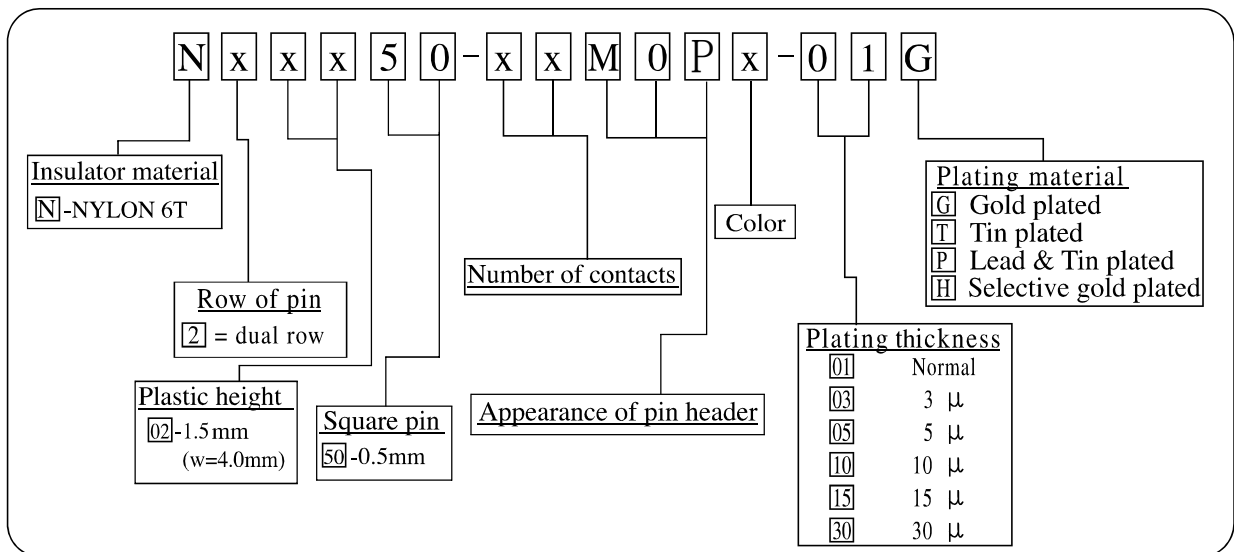 N x x x 5 0 - x x M 0 P x - 0 1 G
Insulator material
N -NYLON 6T
Row of pin
2 = dual row
Plastic height
02 -1.5mm
(w=4.0mm)
Square pin
50 -0.5mm
Number of contacts
Appearance of pin header
Color
Plating thickness
01 Normal
03 3 μ
05 5 μ
10 10 μ
15 15 μ
30 30 μ
Plating material
G Gold plated
T Tin plated
P Lead & Tin plated
H Selective gold plated